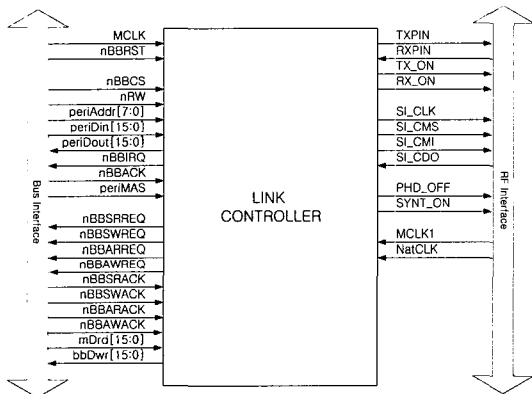 MCLK
nBBRST
nBBCS
nRW
periAddr[7:0]
periDin[15:0]
periDout[15:0]
nBBIRQ
nBBACK
periMAS
nBBSRREQ
nBBSWREQ
nBBARREQ
nBBAWREQ
nBBSRACK
nBBSWACK
nBBARACK
nBBAWACK
mDrd[15:0]
bbDwr[15:0]
Bus Interface
LINK
CONTROLLER
TXPIN
RXPIN
TX_ON
RX_ON
SI_CLK
SI_CMS
SI_CMI
SI_CDO
PHD_OFF
SYNT_ON
MCLK1
NatCLK
RF Interface